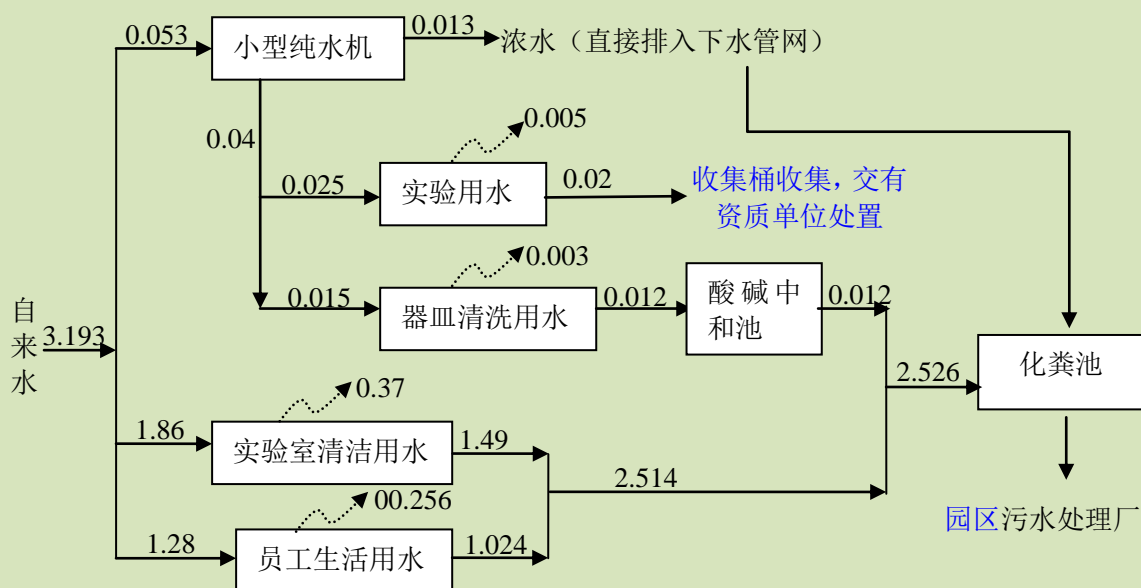 0.053
小型纯水机
0.013
浓水（直接排入下水管网）
0.04
0.005
0.025
实验用水
0.02
收集桶收集，交有
资质单位处置
0.003
0.015
器皿清洗用水
0.012
酸碱中
和池
0.012
自
来
水
3.193
2.526
化粪池
0.37
1.86
实验室清洁用水
1.49
2.514
00.256
1.28
员工生活用水
1.024
园区污水处理厂